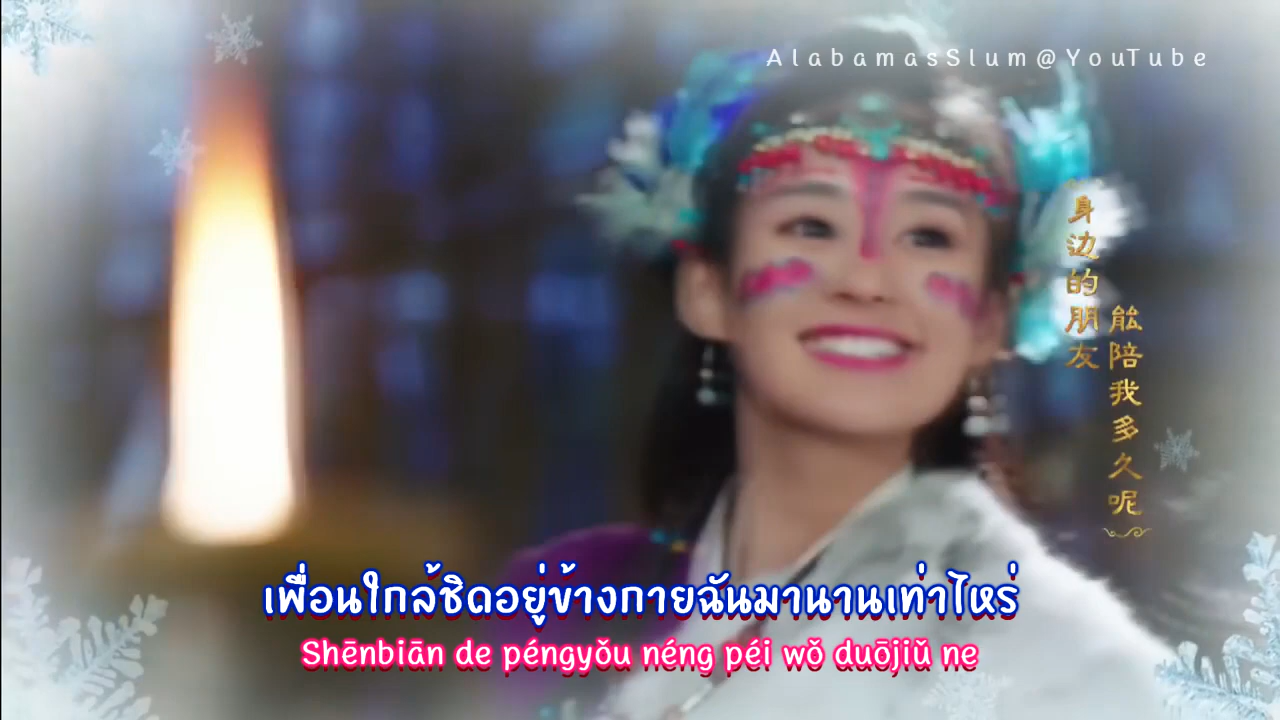 AlabamasSlum@YouTube
身边的朋友
能陪我多久呢
เพื่อนใกล้ชิดอยู่ข้างกายฉันมานานเท่าไหร่
Shēnbiān de péngyǒu néng péi wǒ duōjiǔ ne